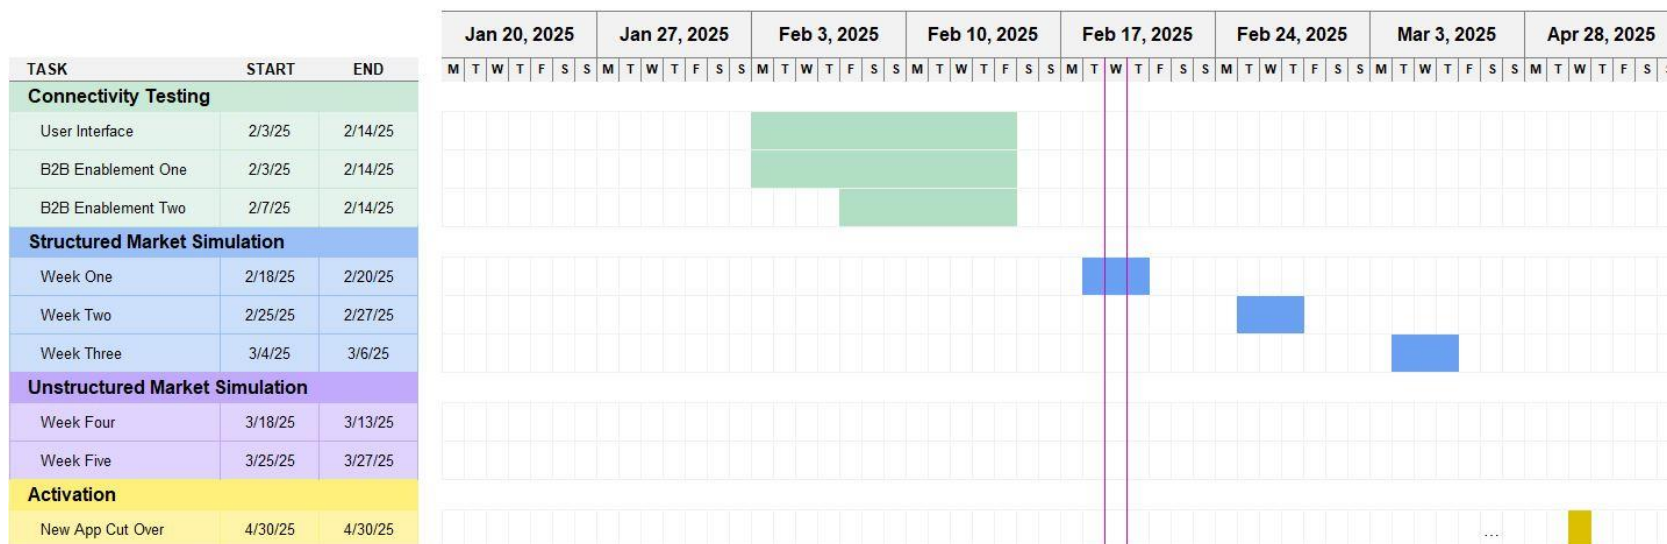 Jan 20, 2025 Jan 27, 2025 Feb 3, 2025 Feb 10, 2025 Feb 17, 2025 Feb 24, 2025 Mar 3, 2025 Apr 28, 2025
TASK START END M T W T F S S M T W T F S S M T W T F S S M T W T F S S M T W T F S S M T W T F S S M T W T F S S M T W T F S
Connectivity Testing
User Interface 2/3/25 2/14/25
B2B Enablement One 2/3/25 2/14/25
B2B Enablement Two 2/7/25 2/14/25
Structured Market Simulation
Week One 2/18/25 2/20/25
Week Two 2/25/25 2/27/25
Week Three 3/4/25 3/6/25
Unstructured Market Simulation
Week Four 3/18/25 3/13/25
Week Five 3/25/25 3/27/25
Activation
New App Cut Over 4/30/25 4/30/25 ...